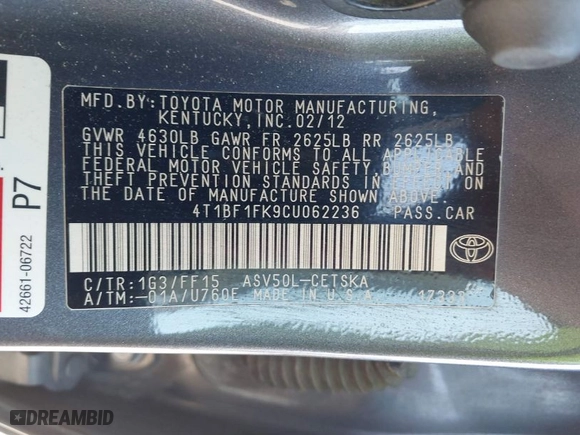 MFD.BY: TOYOTA MOTOR MANUFACTURING,
KENTUCKY, INC. 02/12
GVWR 4630LB GAWR FR 2625LB RR 2625LB
THIS VEHICLE CONFORMS TO ALL APPLICABLE
FEDERAL MOTOR VEHICLE SAFETY, BUMPER, AND
THEFT PREVENTION STANDARDS IN EFFECT ON
THE DATE OF MANUFACTURE SHOWN ABOVE.
4T1BF1FK9CU062236 PASS.CAR
C/TR:1G3/FF15 ASV50L-CETSKA
A/TM:-01A/U760E MADE IN U.S.A.
TOYOTA
P7
42661-06722
DREAMBID